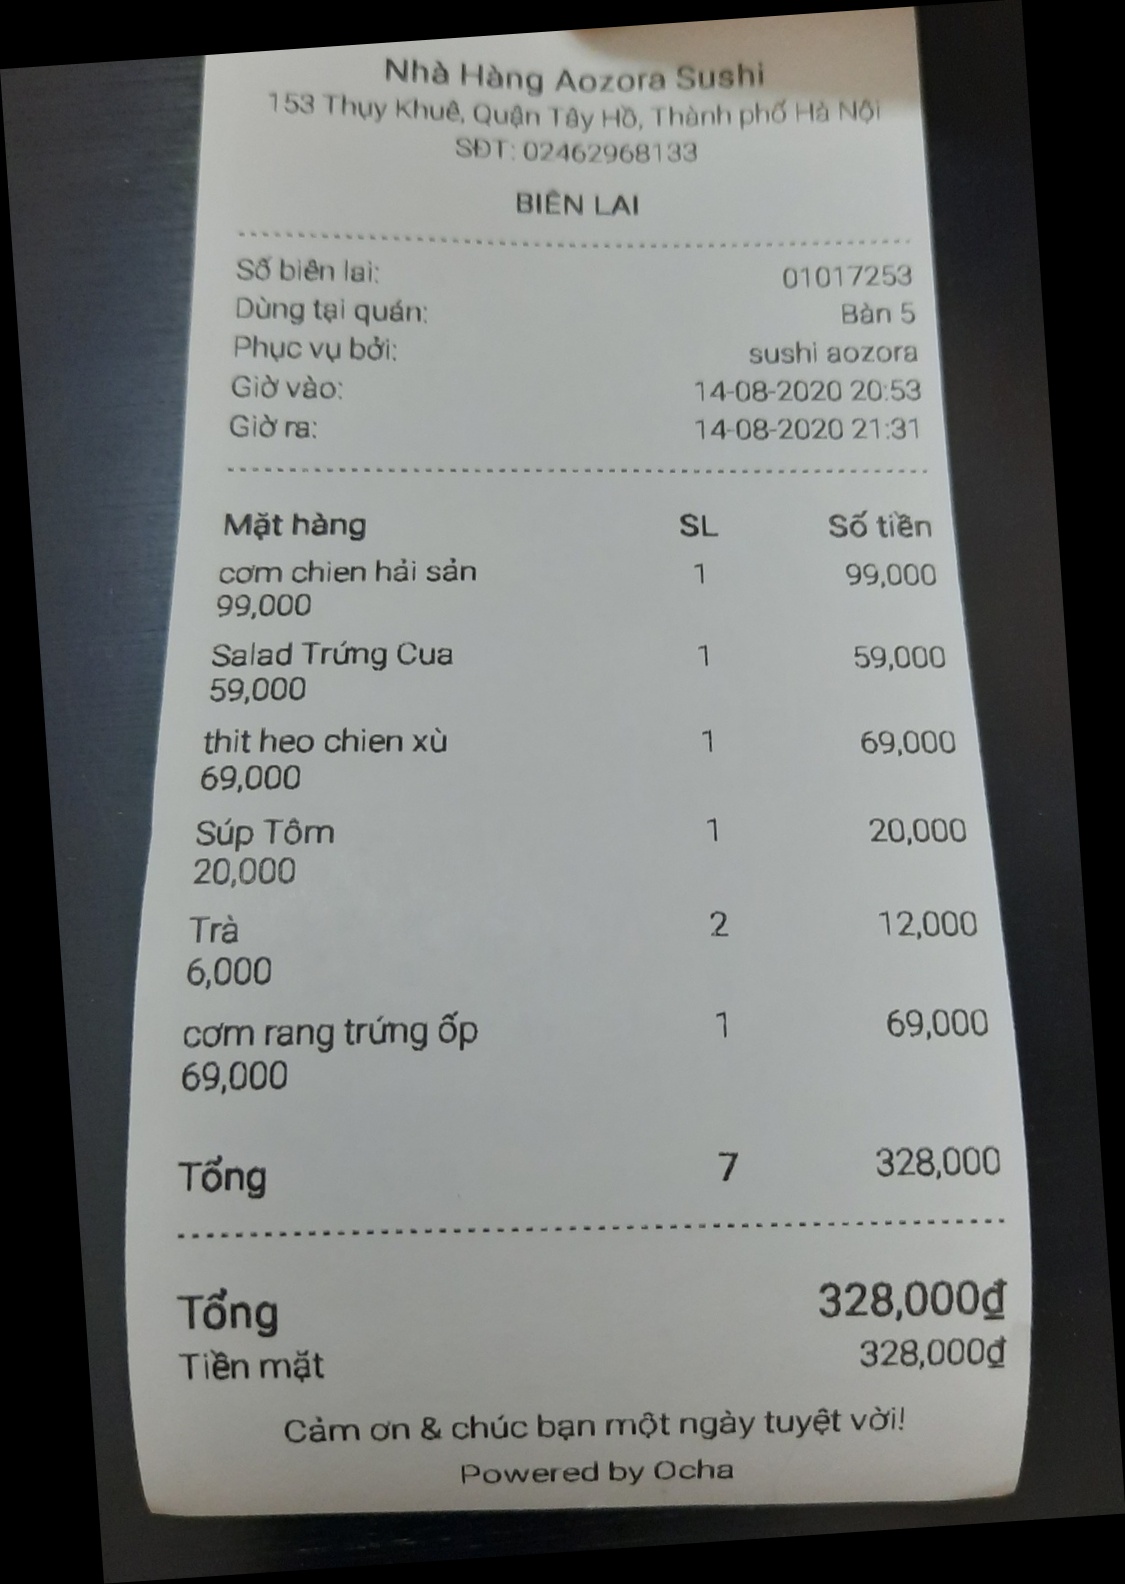 Nhà Hàng Aozora Sushi
153 Thụy Khuê, Quận Tây Hồ, Thành phố Hà Nội
SĐT: 02462968133
BIÊN LAI
Số biên lai: 01017253
Dùng tại quán: Bàn 5
Phục vụ bởi: sushi aozora
Giờ vào: 14-08-2020 20:53
Giờ ra: 14-08-2020 21:31
Mặt hàng SL Số tiền
cơm chien hải sản 1 99,000
99,000
Salad Trứng Cua 1 59,000
59,000
thit heo chien xù 1 69,000
69,000
Súp Tôm 1 20,000
20,000
Trà 2 12,000
6,000
cơm rang trứng ốp 1 69,000
69,000
Tổng 7 328,000
Tổng 328,000₫
Tiền mặt 328,000₫
Cảm ơn & chúc bạn một ngày tuyệt vời!
Powered by Ocha